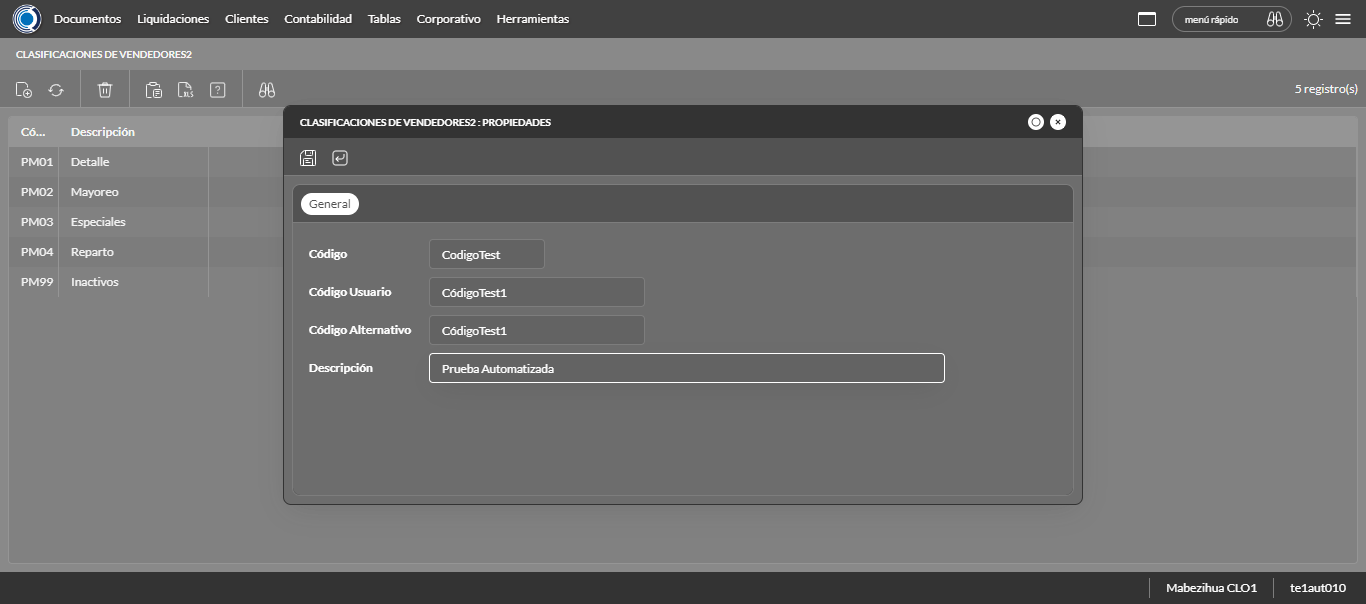 Documentos Liquidaciones Clientes Contabilidad Tablas Corporativo Herramientas menú rápido
CLASIFICACIONES DE VENDEDORES2
XLS ? 5 registro(s)
Có... Descripción
PM01 Detalle
PM02 Mayoreo
PM03 Especiales
PM04 Reparto
PM99 Inactivos
CLASIFICACIONES DE VENDEDORES2 : PROPIEDADES
General
Código CodigoTest
Código Usuario CódigoTest1
Código Alternativo CódigoTest1
Descripción Prueba Automatizada
Mabezihua CLO1 te1aut010